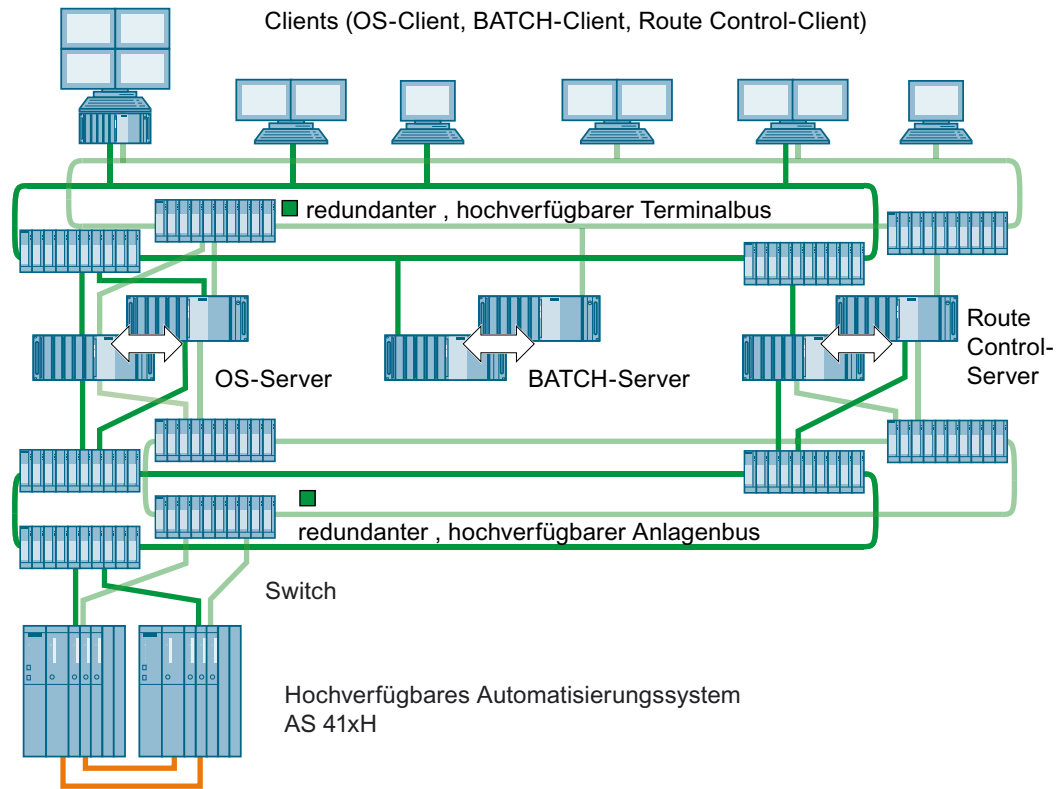 Clients (OS-Client, BATCH-Client, Route Control-Client)
redundanter , hochverfügbarer Terminalbus
Route
Control-
Server
OS-Server
BATCH-Server
redundanter , hochverfügbarer Anlagenbus
Switch
Hochverfügbares Automatisierungssystem
AS 41xH